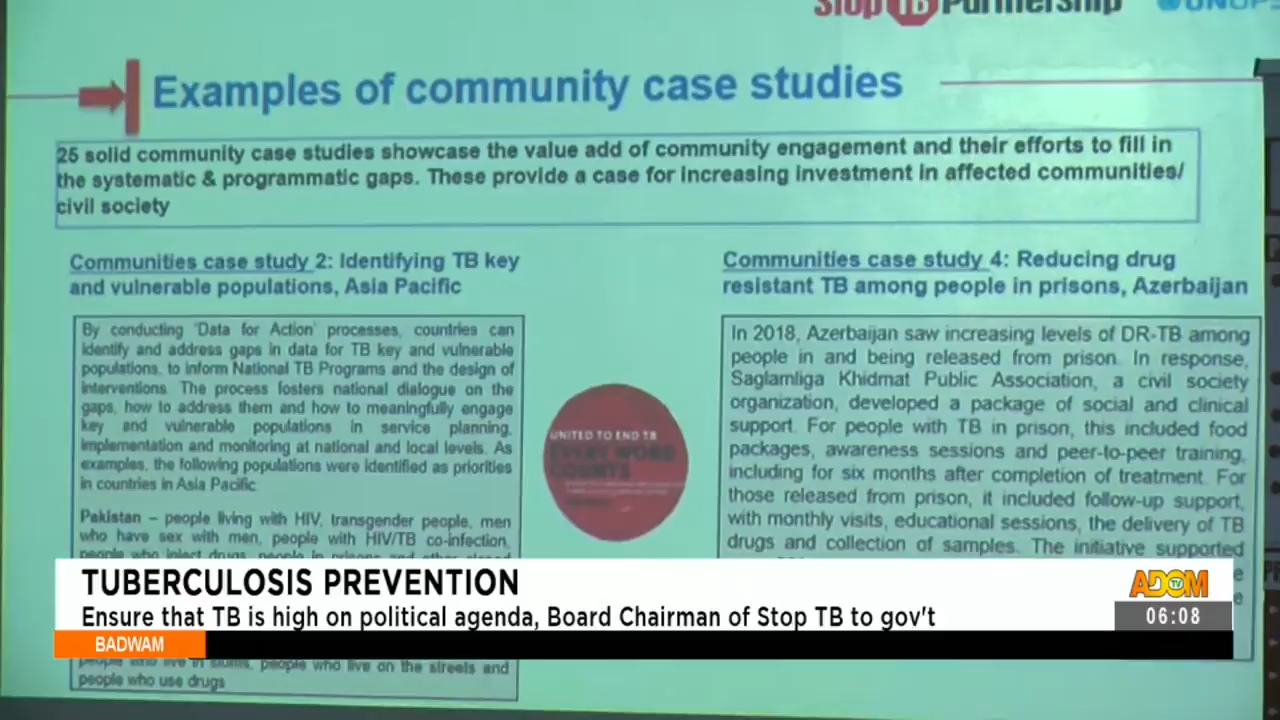 Stop TB Partnership
UNOPS
Examples of community case studies
25 solid community case studies showcase the value add of community engagement and their efforts to fill in
the systematic & programmatic gaps. These provide a case for increasing investment in affected communities/
civil society
Communities case study 2: Identifying TB key
and vulnerable populations, Asia Pacific
By conducting 'Data for Action' processes, countries can
identify and address gaps in data for TB key and vulnerable
populations, to inform National TB Programs and the design of
interventions. The process fosters national dialogue on the
gaps, how to address them and how to meaningfully engage
key and vulnerable populations in service planning,
implementation and monitoring at national and local levels. As
examples, the following populations were identified as priorities
in countries in Asia Pacific.
Pakistan – people living with HIV, transgender people, men
who have sex with men, people with HIV/TB co-infection,
people who inject drugs, people in prisons and other closed
people who live in slums, people who live on the streets and
people who use drugs
UNITED TO END TB
EVERY WORD
COUNTS
Communities case study 4: Reducing drug
resistant TB among people in prisons, Azerbaijan
In 2018, Azerbaijan saw increasing levels of DR-TB among
people in and being released from prison. In response,
Saglamliga Khidmat Public Association, a civil society
organization, developed a package of social and clinical
support. For people with TB in prison, this included food
packages, awareness sessions and peer-to-peer training,
including for six months after completion of treatment. For
those released from prison, it included follow-up support,
with monthly visits, educational sessions, the delivery of TB
drugs and collection of samples. The initiative supported
TUBERCULOSIS PREVENTION
Ensure that TB is high on political agenda, Board Chairman of Stop TB to gov't
BADWAM
ADOM TV
06:08